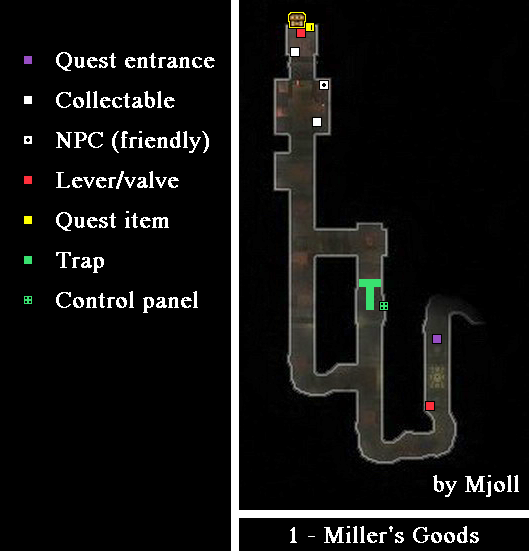 Quest entrance
Collectable
NPC (friendly)
Lever/valve
Quest item
Trap
Control panel
T
by Mjoll
1 - Miller's Goods